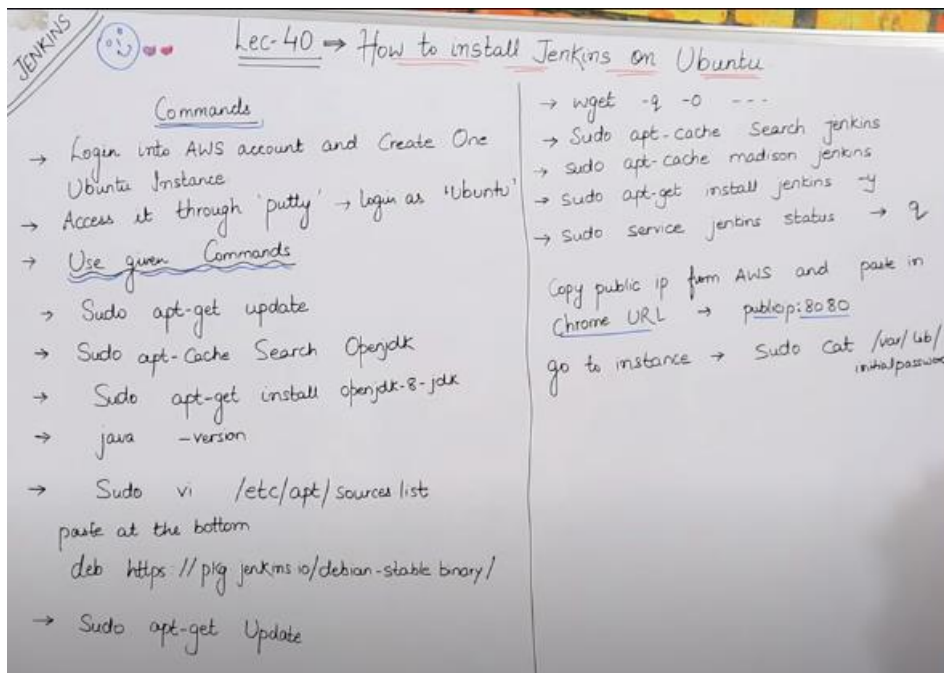 JENKINS
Lec-40 ⇒ How to install Jenkins on Ubuntu
Commands
→ Login into AWS account and Create One
Ubuntu Instance
→ Access it through 'putty' → login as 'Ubuntu'
→ Use given Commands
→ Sudo apt-get update
→ Sudo apt-Cache Search Openjdk
→ Sudo apt-get install openjdk-8-jdk
→ java -version
→ Sudo vi /etc/apt/sources list
paste at the bottom
deb https://pkg jenkins io/debian-stable binary/
→ Sudo apt-get Update
→ wget -q -O ---
→ Sudo apt-cache Search jenkins
→ sudo apt-cache madison jenkins
→ sudo apt-get install jenkins -y
→ sudo service jenkins status → q
Copy public ip from AWS and paste in
Chrome URL → publicip:8080
go to instance → Sudo Cat /var/lib/
initialpasswo